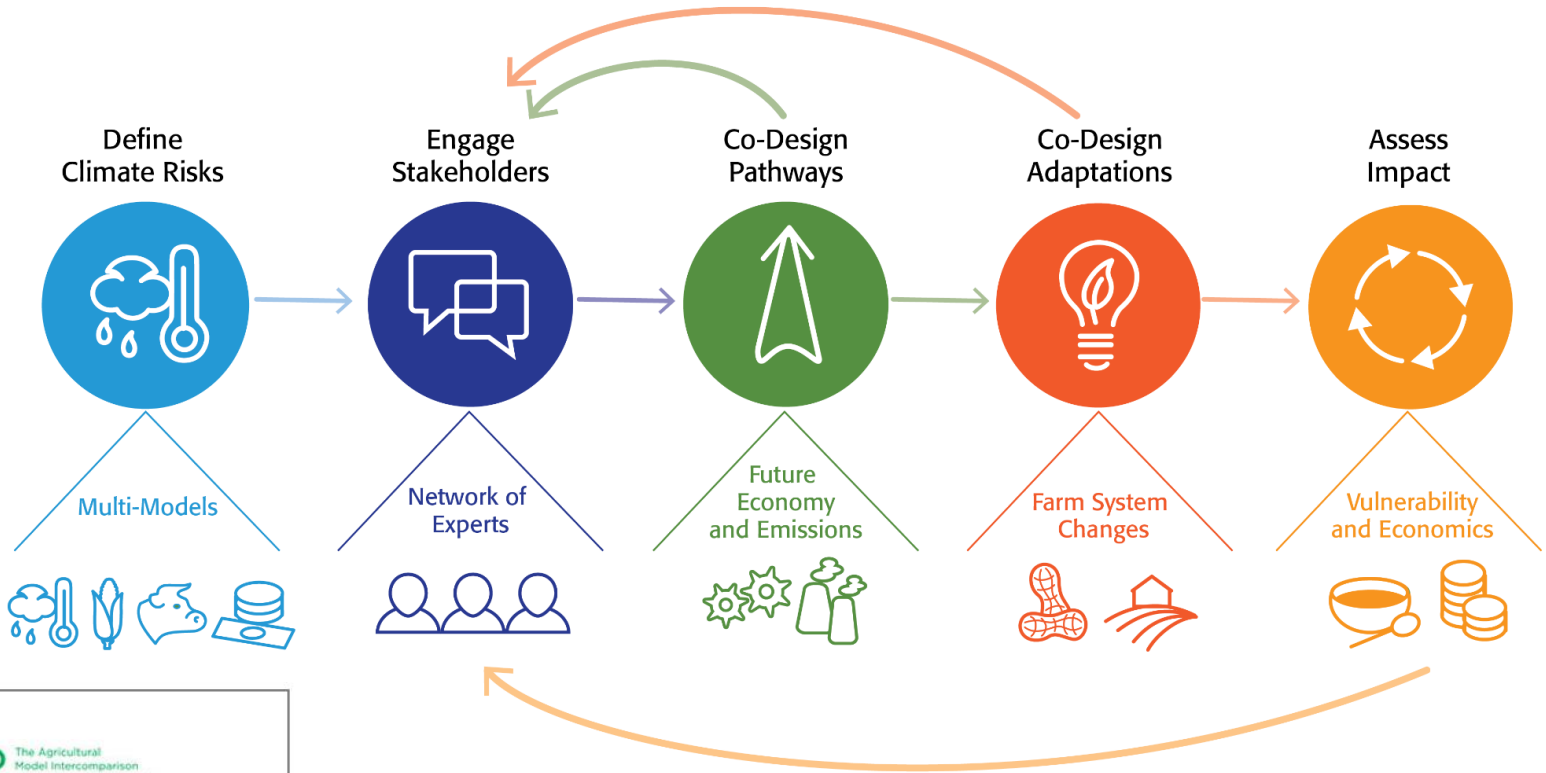 Define
Climate Risks
Engage
Stakeholders
Co-Design
Pathways
Co-Design
Adaptations
Assess
Impact
Multi-Models
Network of
Experts
Future
Economy
and Emissions
Farm System
Changes
Vulnerability
and Economics
The Agricultural
Model Intercomparison